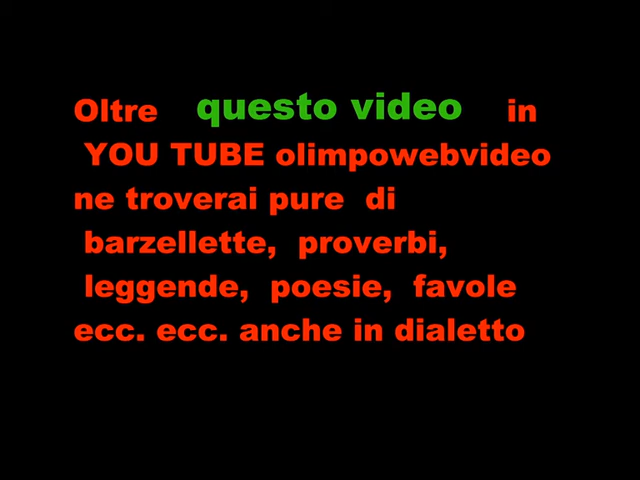 Oltre questo video in
YOU TUBE olimpowebvideo
ne troverai pure di
barzellette, proverbi,
leggende, poesie, favole
ecc. ecc. anche in dialetto